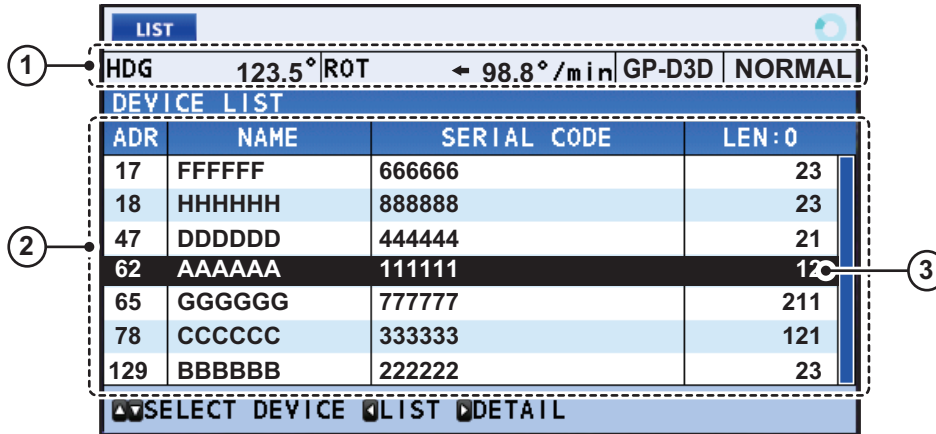 LIST
1 HDG 123.5° ROT ← 98.8°/min GP-D3D NORMAL
DEVICE LIST
ADR NAME SERIAL CODE LEN:0
17 FFFFFF 666666 23
18 HHHHHH 888888 23
2 47 DDDDDD 444444 21
62 AAAAAA 111111 12 3
65 GGGGGG 777777 211
78 CCCCCC 333333 121
129 BBBBBB 222222 23
▲▼SELECT DEVICE ◀LIST ▶DETAIL